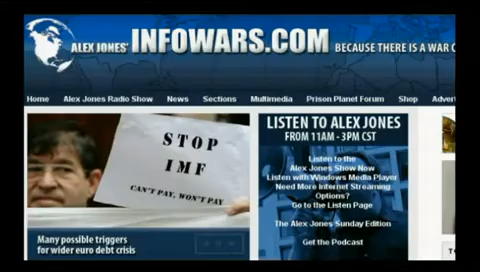 ALEX JONES' INFOWARS.COM BECAUSE THERE IS A WAR
Home Alex Jones Radio Show News Sections Multimedia Prison Planet Forum Shop Advert
STOP
IMF
CAN'T PAY, WON'T PAY
Many possible triggers
for wider euro debt crisis
LISTEN TO ALEX JONES
FROM 11AM - 3PM CST
Listen to the
Alex Jones Show Now
Listen with Windows Media Player
Need More Internet Streaming
Options?
Go to the Listen Page
The Alex Jones Sunday Edition
Get the Podcast